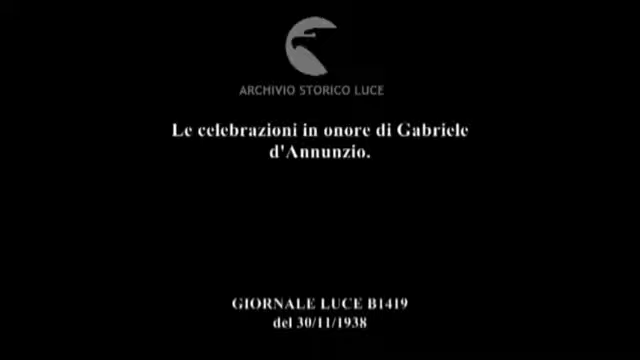 ARCHIVIO STORICO LUCE
Le celebrazioni in onore di Gabriele
d'Annunzio.
GIORNALE LUCE B1419
del 30/11/1938